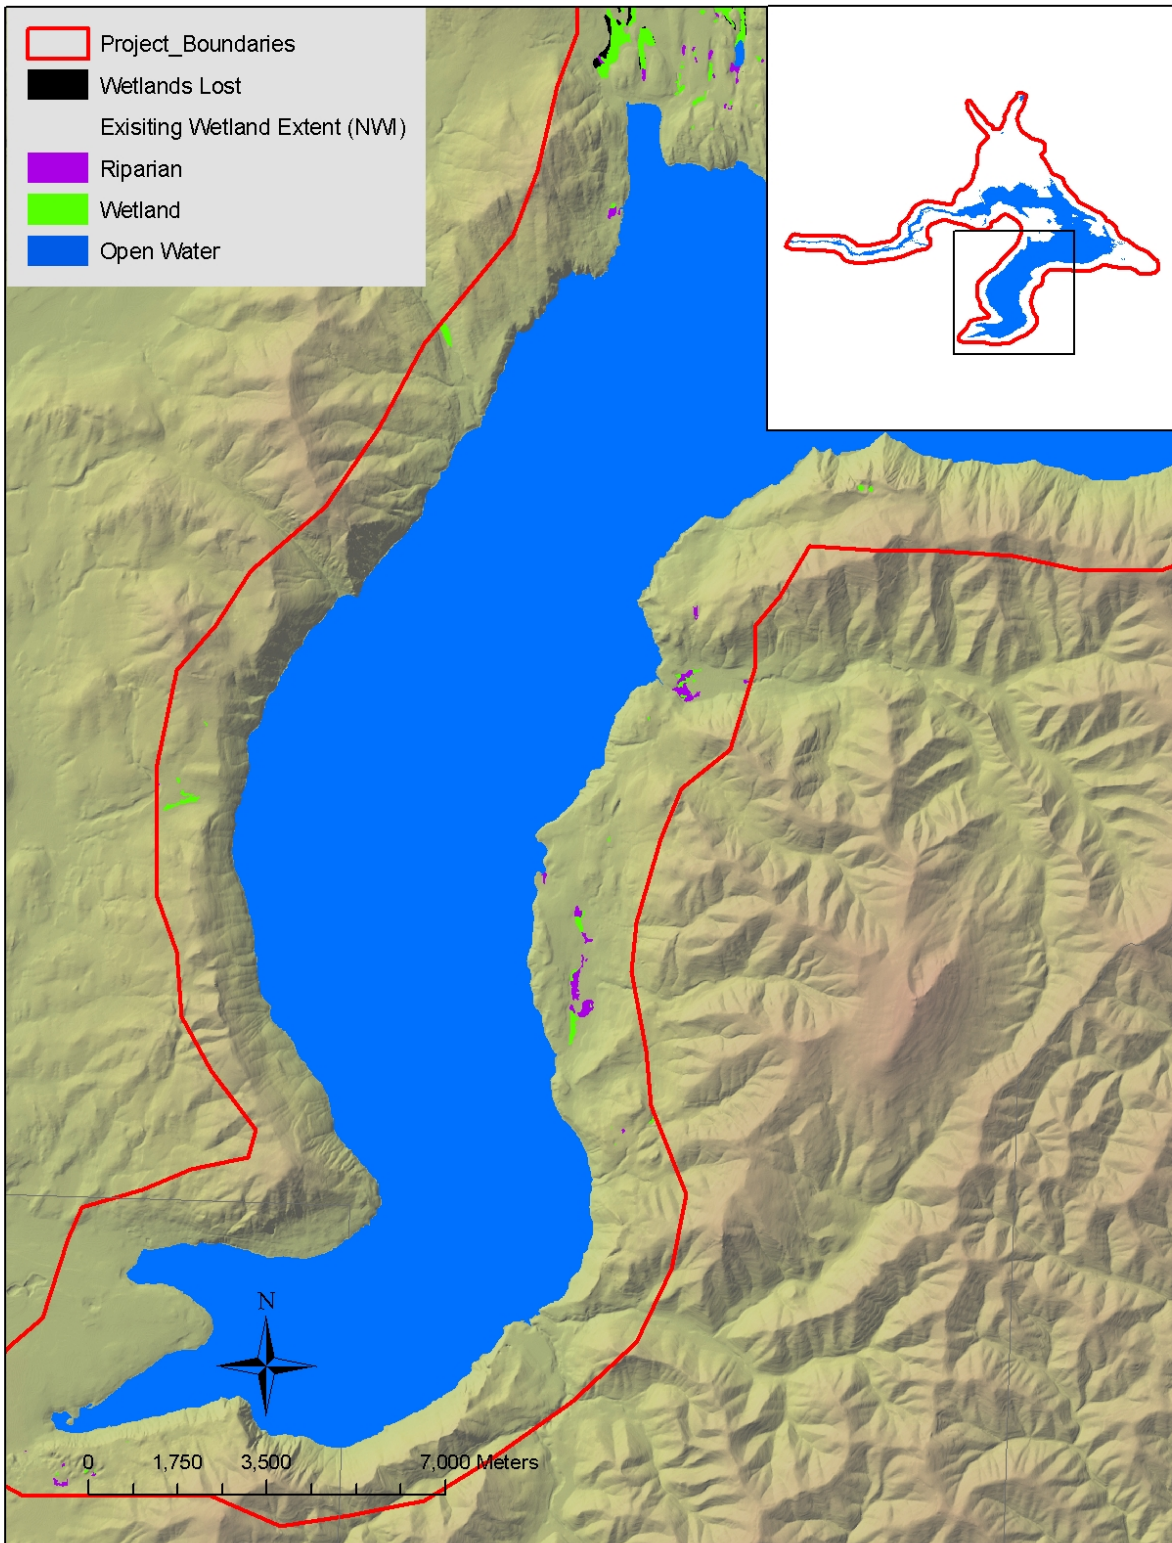 Project_Boundaries
Wetlands Lost
Exisiting Wetland Extent (NWI)
Riparian
Wetland
Open Water
N
0 1,750 3,500 7,000 Meters